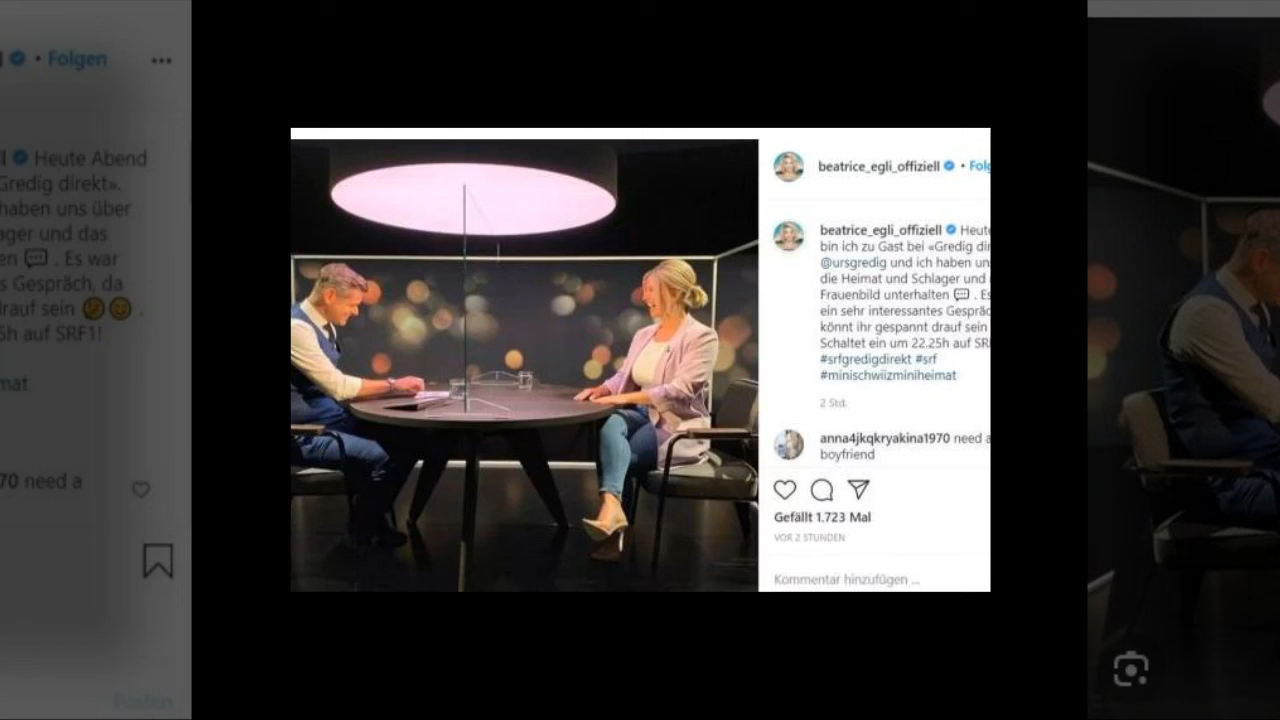 • Folgen
Heute Abend
Gredig direkt».
haben uns über
ager und das
en 💬 . Es war
s Gespräch, da
drauf sein 😉😊 .
5h auf SRF1!
mat
70 need a
Posten
beatrice_egli_offiziell • Folg
beatrice_egli_offiziell Heute
bin ich zu Gast bei «Gredig dir
@ursgredig und ich haben uns
die Heimat und Schlager und
Frauenbild unterhalten 💬 . Es
ein sehr interessantes Gespräc
könnt ihr gespannt drauf sein
Schaltet ein um 22.25h auf SR
#srfgredigdirekt #srf
#minischwiizminiheimat
2 Std.
anna4jkqkryakina1970 need a
boyfriend
Gefällt 1.723 Mal
VOR 2 STUNDEN
Kommentar hinzufügen ...